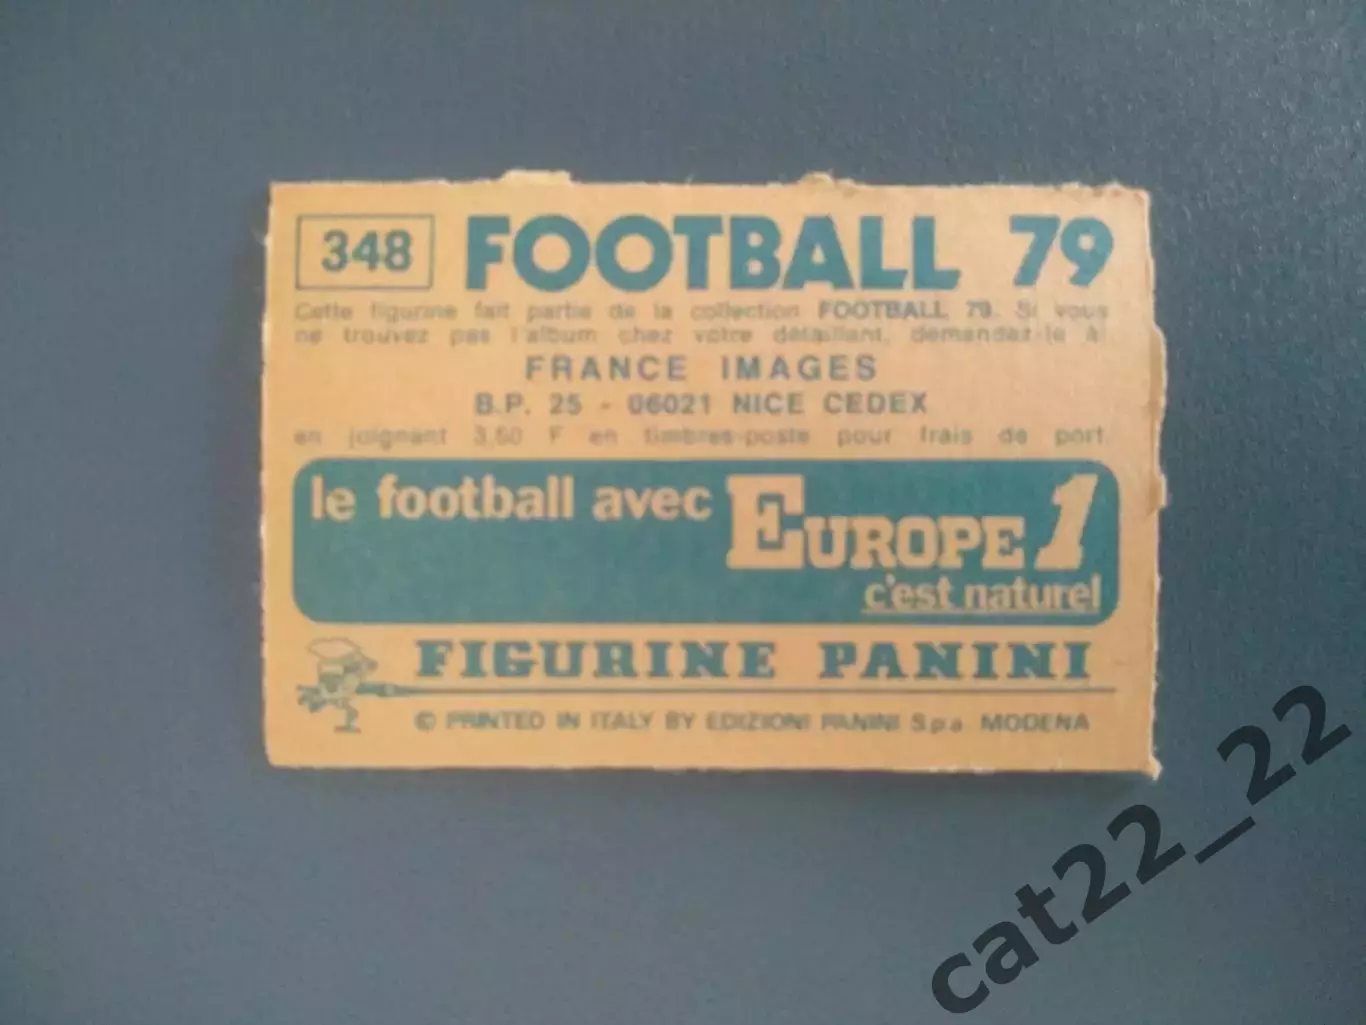 348 FOOTBALL 79
Cette figurine fait partie de la collection FOOTBALL 79. Si vous
ne trouvez pas l'album chez votre détaillant, demandez-le à:
FRANCE IMAGES
B.P. 25 - 06021 NICE CEDEX
en joignant 3,50 F en timbres-poste pour frais de port.
le football avec EUROPE 1
c'est naturel
FIGURINE PANINI
© PRINTED IN ITALY BY EDIZIONI PANINI S.p.a. MODENA
cat22_22